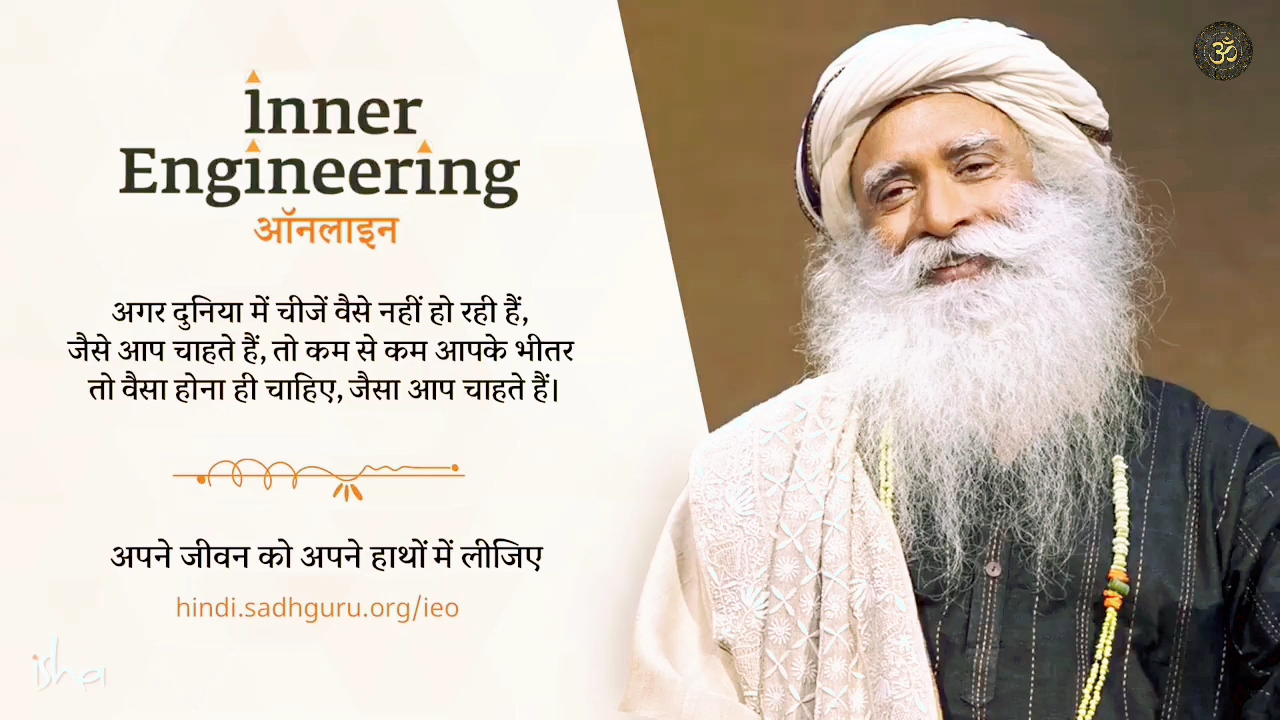 inner
Engineering
ऑनलाइन
अगर दुनिया में चीजें वैसे नहीं हो रही हैं,
जैसे आप चाहते हैं, तो कम से कम आपके भीतर
तो वैसा होना ही चाहिए, जैसा आप चाहते हैं।
अपने जीवन को अपने हाथों में लीजिए
hindi.sadhguru.org/ieo
isha
ॐ